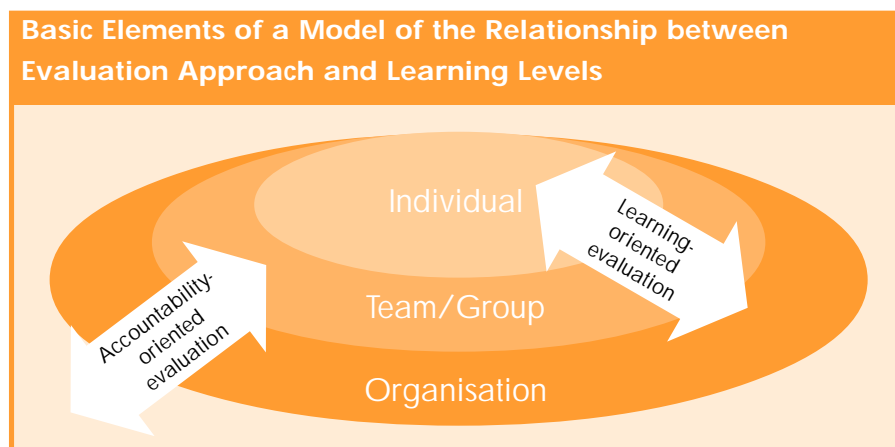 Basic Elements of a Model of the Relationship between
Evaluation Approach and Learning Levels
Individual
Learning-
oriented
evaluation
Team/Group
Accountability-
oriented
evaluation
Organisation